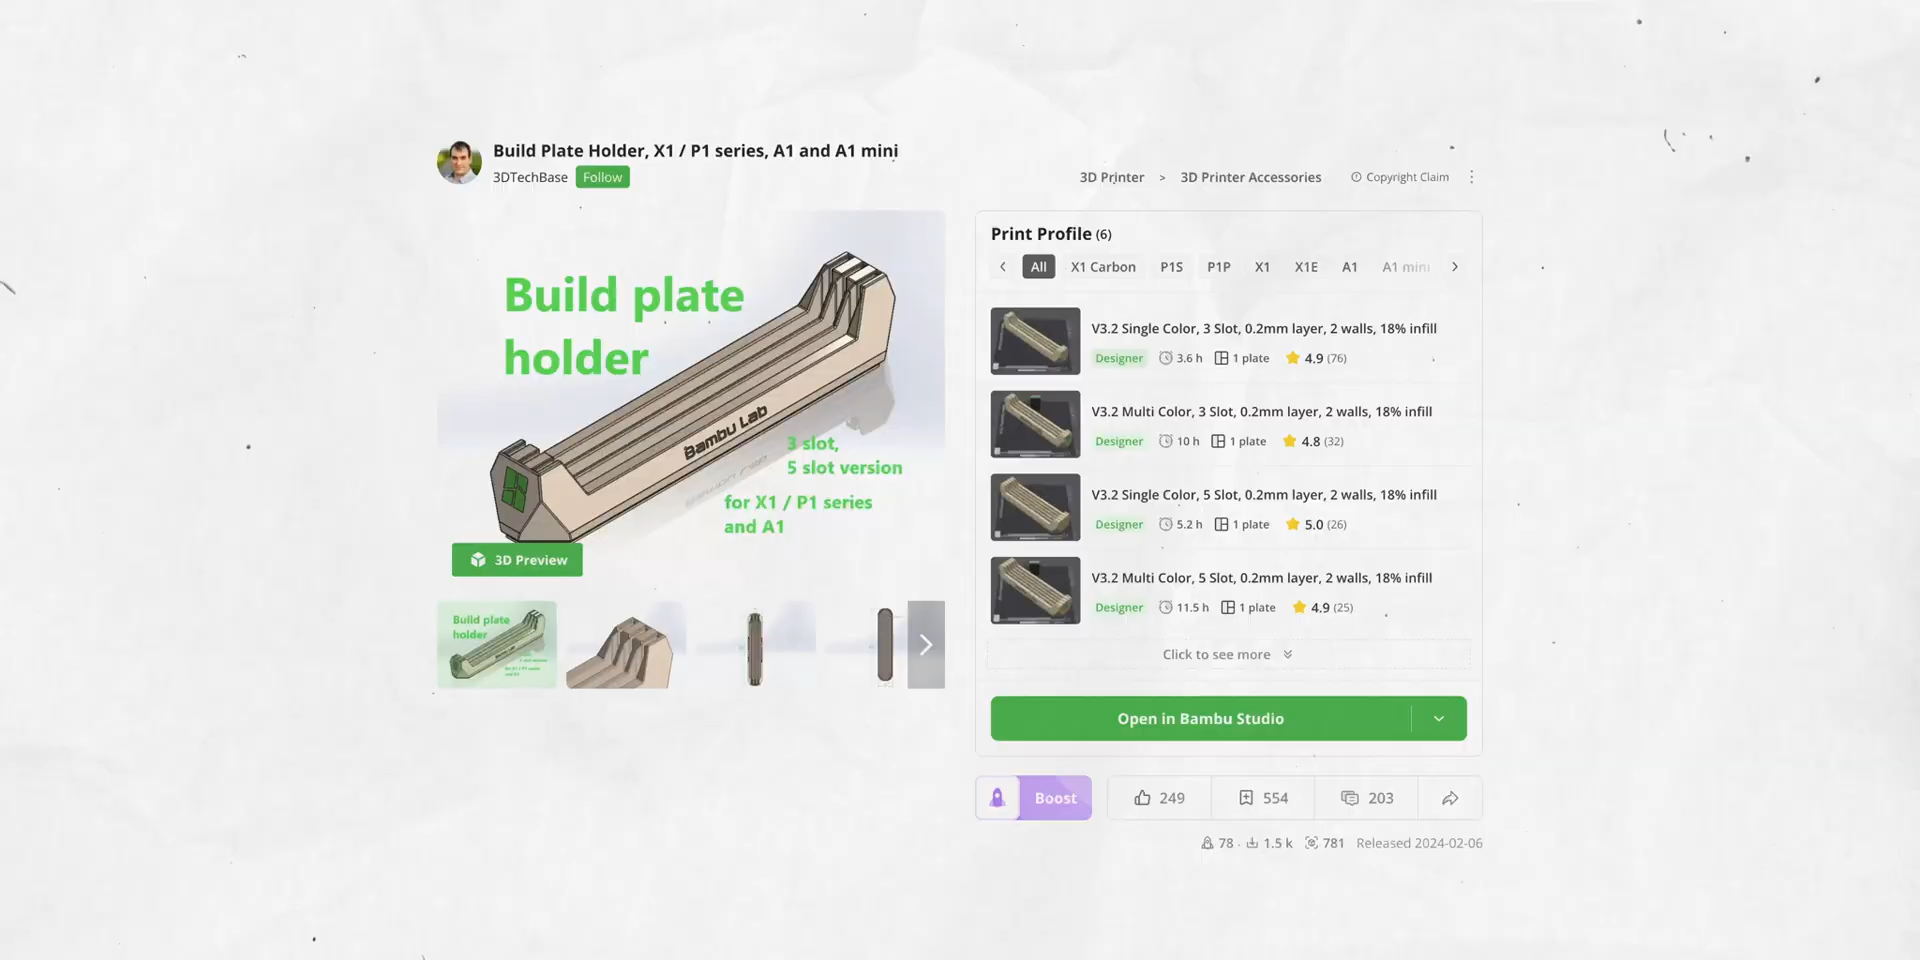 Build Plate Holder, X1 / P1 series, A1 and A1 mini
3DTechBase Follow
3D Printer > 3D Printer Accessories Copyright Claim
Build plate
holder
Bambu Lab
3 slot,
5 slot version
for X1 / P1 series
and A1
3D Preview
Build plate
holder
Print Profile (6)
All X1 Carbon P1S P1P X1 X1E A1 A1 mini
V3.2 Single Color, 3 Slot, 0.2mm layer, 2 walls, 18% infill
Designer 3.6 h 1 plate 4.9 (76)
V3.2 Multi Color, 3 Slot, 0.2mm layer, 2 walls, 18% infill
Designer 10 h 1 plate 4.8 (32)
V3.2 Single Color, 5 Slot, 0.2mm layer, 2 walls, 18% infill
Designer 5.2 h 1 plate 5.0 (26)
V3.2 Multi Color, 5 Slot, 0.2mm layer, 2 walls, 18% infill
Designer 11.5 h 1 plate 4.9 (25)
Click to see more
Open in Bambu Studio
Boost 249 554 203
78 · 1.5 k 781 Released 2024-02-06